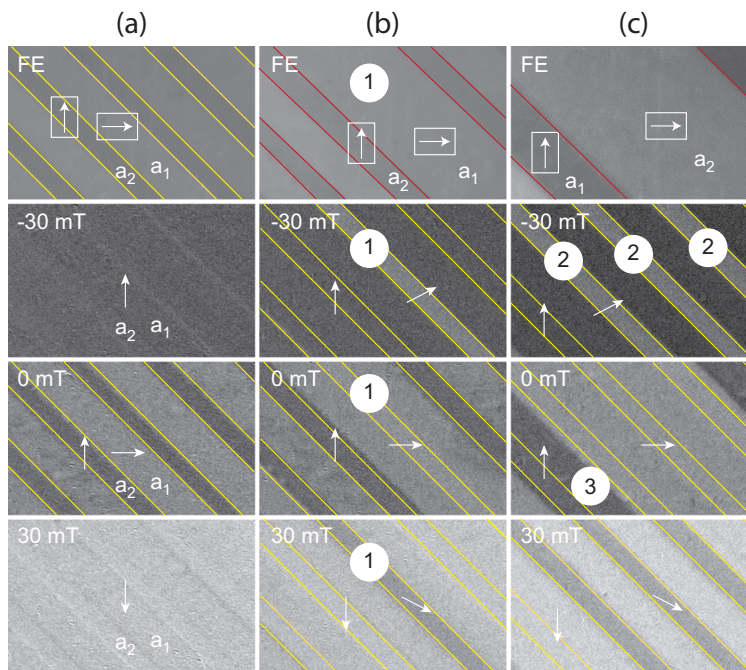 (a) (b) (c)
FE FE 1 FE
a2 a1 a2 a1 a1 a2
-30 mT -30 mT 1 -30 mT 2 2 2
a2 a1
0 mT 0 mT 1 0 mT
a2 a1 3
30 mT 30 mT 1 30 mT
a2 a1